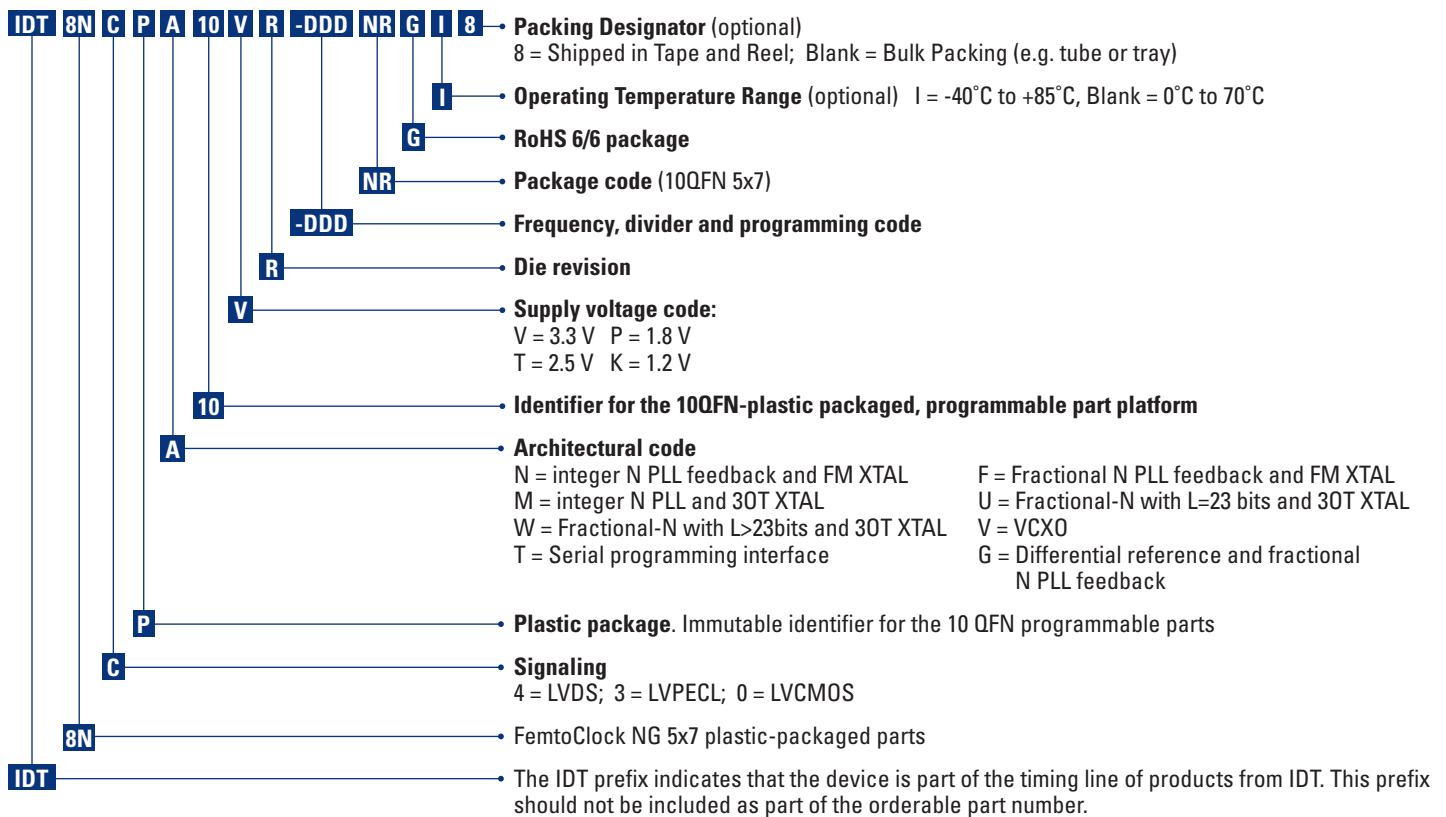 IDT 8N C P A 10 V R -DDD NR G I 8 Packing Designator (optional)
8 = Shipped in Tape and Reel; Blank = Bulk Packing (e.g. tube or tray)
I Operating Temperature Range (optional) I = -40˚C to +85˚C, Blank = 0˚C to 70˚C
G RoHS 6/6 package
NR Package code (10QFN 5x7)
-DDD Frequency, divider and programming code
R Die revision
V Supply voltage code:
V = 3.3 V P = 1.8 V
T = 2.5 V K = 1.2 V
10 Identifier for the 10QFN-plastic packaged, programmable part platform
A Architectural code
N = integer N PLL feedback and FM XTAL F = Fractional N PLL feedback and FM XTAL
M = integer N PLL and 3OT XTAL U = Fractional-N with L=23 bits and 3OT XTAL
W = Fractional-N with L>23bits and 3OT XTAL V = VCXO
T = Serial programming interface G = Differential reference and fractional
N PLL feedback
P Plastic package. Immutable identifier for the 10 QFN programmable parts
C Signaling
4 = LVDS; 3 = LVPECL; 0 = LVCMOS
8N FemtoClock NG 5x7 plastic-packaged parts
IDT The IDT prefix indicates that the device is part of the timing line of products from IDT. This prefix
should not be included as part of the orderable part number.